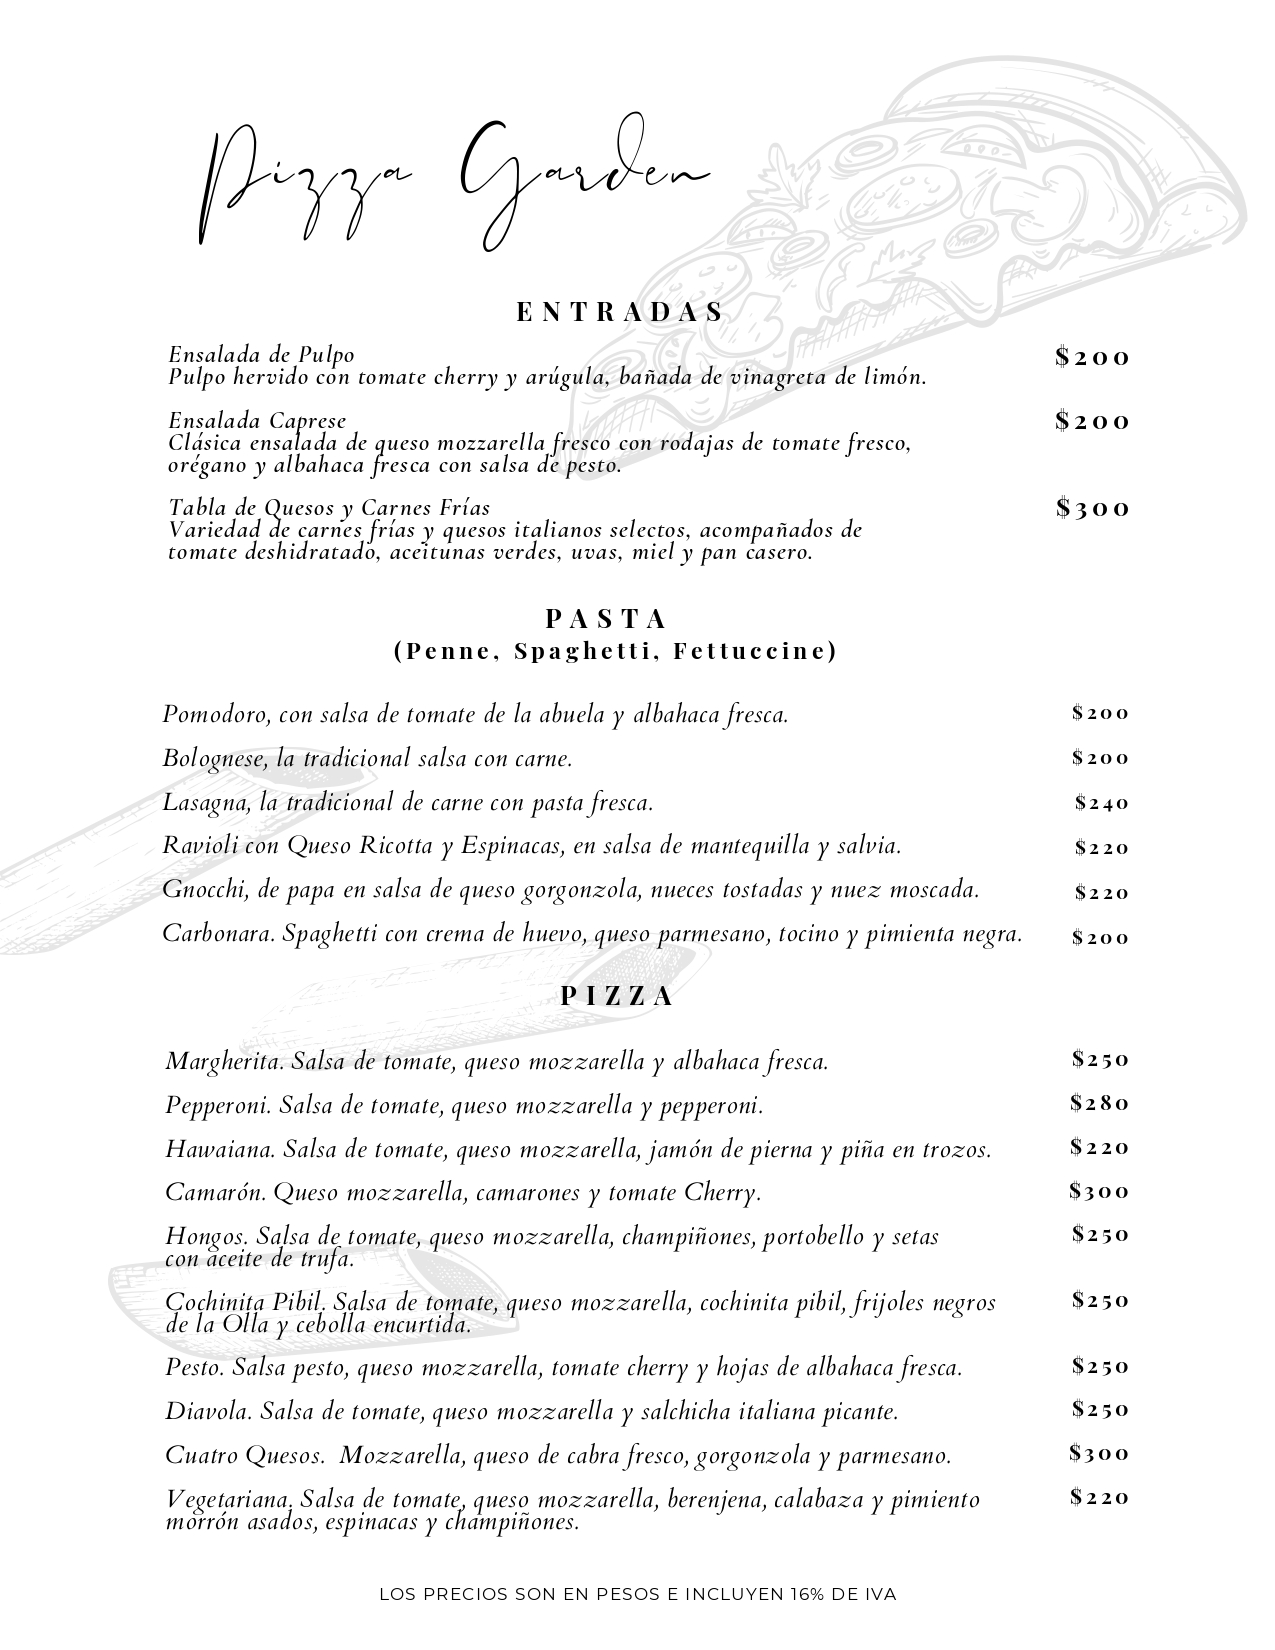 Pizza Garden
ENTRADAS
Ensalada de Pulpo $200
Pulpo hervido con tomate cherry y arúgula, bañada de vinagreta de limón.
Ensalada Caprese $200
Clásica ensalada de queso mozzarella fresco con rodajas de tomate fresco,
orégano y albahaca fresca con salsa de pesto.
Tabla de Quesos y Carnes Frías $300
Variedad de carnes frías y quesos italianos selectos, acompañados de
tomate deshidratado, aceitunas verdes, uvas, miel y pan casero.
PASTA
(Penne, Spaghetti, Fettuccine)
Pomodoro, con salsa de tomate de la abuela y albahaca fresca. $200
Bolognese, la tradicional salsa con carne. $200
Lasagna, la tradicional de carne con pasta fresca. $240
Ravioli con Queso Ricotta y Espinacas, en salsa de mantequilla y salvia. $220
Gnocchi, de papa en salsa de queso gorgonzola, nueces tostadas y nuez moscada. $220
Carbonara. Spaghetti con crema de huevo, queso parmesano, tocino y pimienta negra. $200
PIZZA
Margherita. Salsa de tomate, queso mozzarella y albahaca fresca. $250
Pepperoni. Salsa de tomate, queso mozzarella y pepperoni. $280
Hawaiana. Salsa de tomate, queso mozzarella, jamón de pierna y piña en trozos. $220
Camarón. Queso mozzarella, camarones y tomate Cherry. $300
Hongos. Salsa de tomate, queso mozzarella, champiñones, portobello y setas $250
con aceite de trufa.
Cochinita Pibil. Salsa de tomate, queso mozzarella, cochinita pibil, frijoles negros $250
de la Olla y cebolla encurtida.
Pesto. Salsa pesto, queso mozzarella, tomate cherry y hojas de albahaca fresca. $250
Diavola. Salsa de tomate, queso mozzarella y salchicha italiana picante. $250
Cuatro Quesos. Mozzarella, queso de cabra fresco, gorgonzola y parmesano. $300
Vegetariana. Salsa de tomate, queso mozzarella, berenjena, calabaza y pimiento $220
morrón asados, espinacas y champiñones.
LOS PRECIOS SON EN PESOS E INCLUYEN 16% DE IVA